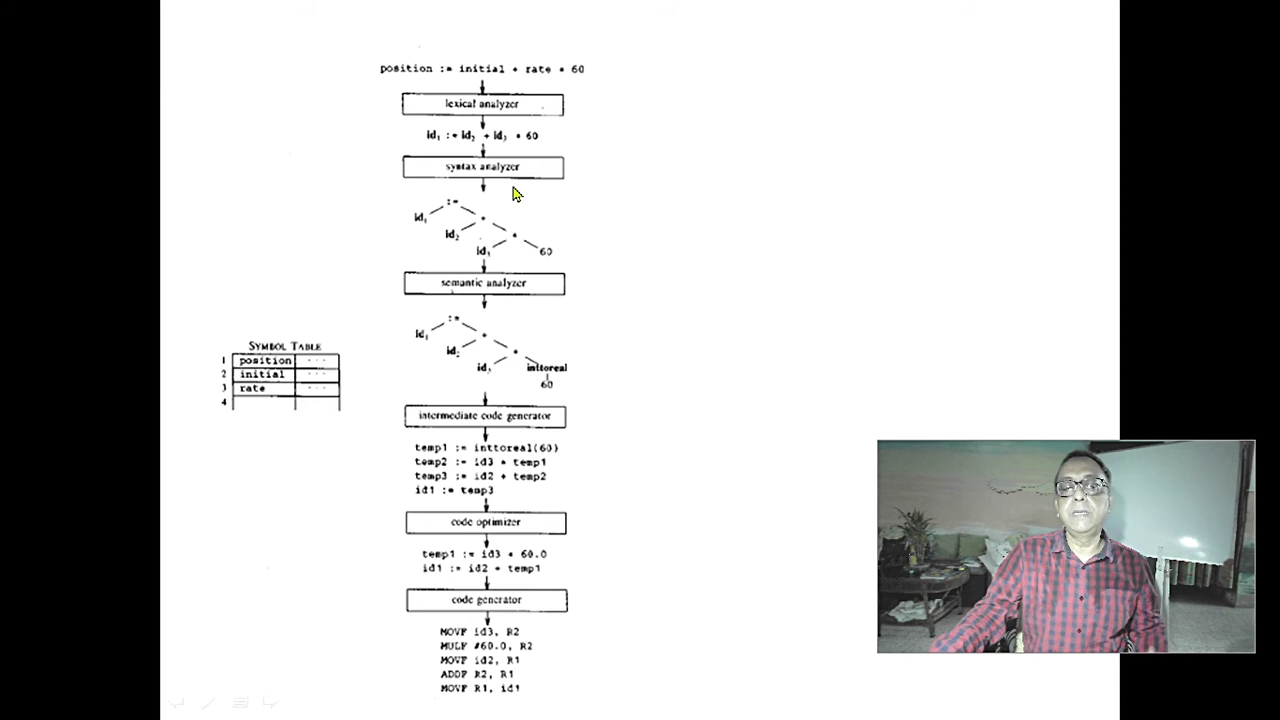 position := initial + rate * 60
lexical analyzer
id₁ := id₂ + id₃ * 60
syntax analyzer
:=
id₁ +
id₂ *
id₃ 60
semantic analyzer
:=
id₁ +
id₂ *
id₃ inttoreal
60
SYMBOL TABLE
1 position ...
2 initial ...
3 rate ...
4
intermediate code generator
temp1 := inttoreal(60)
temp2 := id3 * temp1
temp3 := id2 + temp2
id1 := temp3
code optimizer
temp1 := id3 * 60.0
id1 := id2 + temp1
code generator
MOVF id3, R2
MULF #60.0, R2
MOVF id2, R1
ADDF R2, R1
MOVF R1, id1